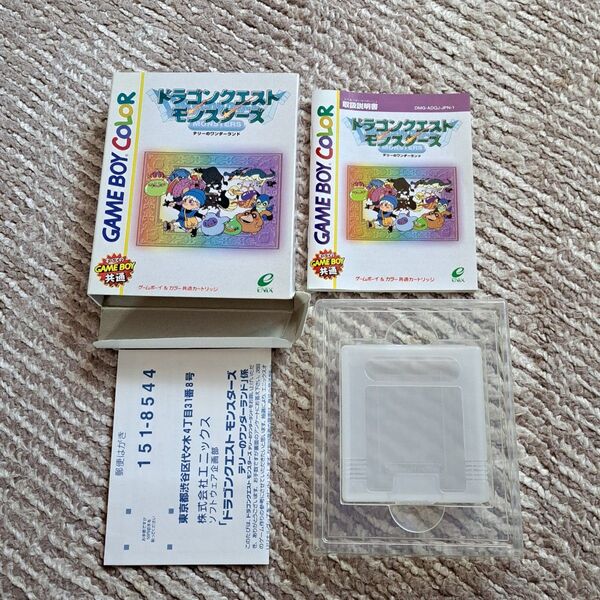 GAME BOY COLOR
ドラゴンクエスト
モンスターズ
MONSTERS
テリーのワンダーランド
GAME BOY
共通
ゲームボーイ&カラー共通カートリッジ
ENIX
取扱説明書
DMG-ADQJ-JPN-1
GAME BOY COLOR
ドラゴンクエスト
モンスターズ
MONSTERS
テリーのワンダーランド
GAME BOY
共通
ゲームボーイ&カラー共通カートリッジ
ENIX
郵便はがき
151-8544
東京都渋谷区代々木4丁目31番8号
株式会社エニックス
ソフトウェア企画部
「ドラゴンクエスト モンスターズ
テリーのワンダーランド」係